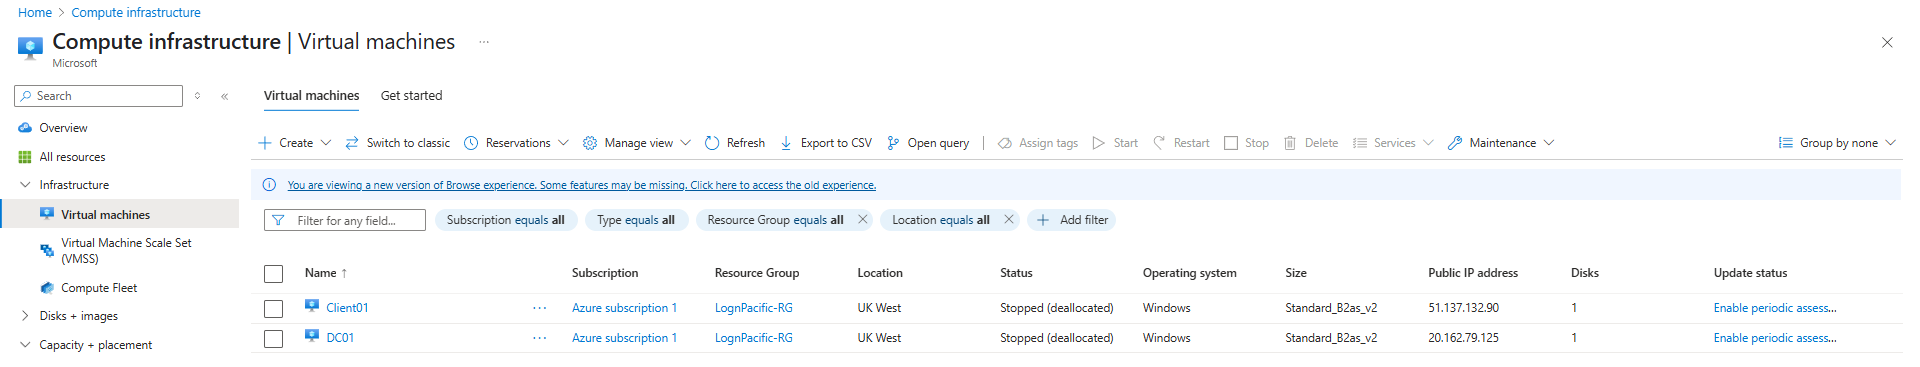 Home > Compute infrastructure
Compute infrastructure | Virtual machines ...
Microsoft
Search
Overview
All resources
Infrastructure
Virtual machines
Virtual Machine Scale Set
(VMSS)
Compute Fleet
Disks + images
Capacity + placement
Virtual machines Get started
Create Switch to classic Reservations Manage view Refresh Export to CSV Open query Assign tags Start Restart Stop Delete Services Maintenance Group by none
You are viewing a new version of Browse experience. Some features may be missing. Click here to access the old experience.
Filter for any field... Subscription equals all Type equals all Resource Group equals all Location equals all Add filter
Name ↑ Subscription Resource Group Location Status Operating system Size Public IP address Disks Update status
Client01 ... Azure subscription 1 LognPacific-RG UK West Stopped (deallocated) Windows Standard_B2as_v2 51.137.132.90 1 Enable periodic assess...
DC01 ... Azure subscription 1 LognPacific-RG UK West Stopped (deallocated) Windows Standard_B2as_v2 20.162.79.125 1 Enable periodic assess...